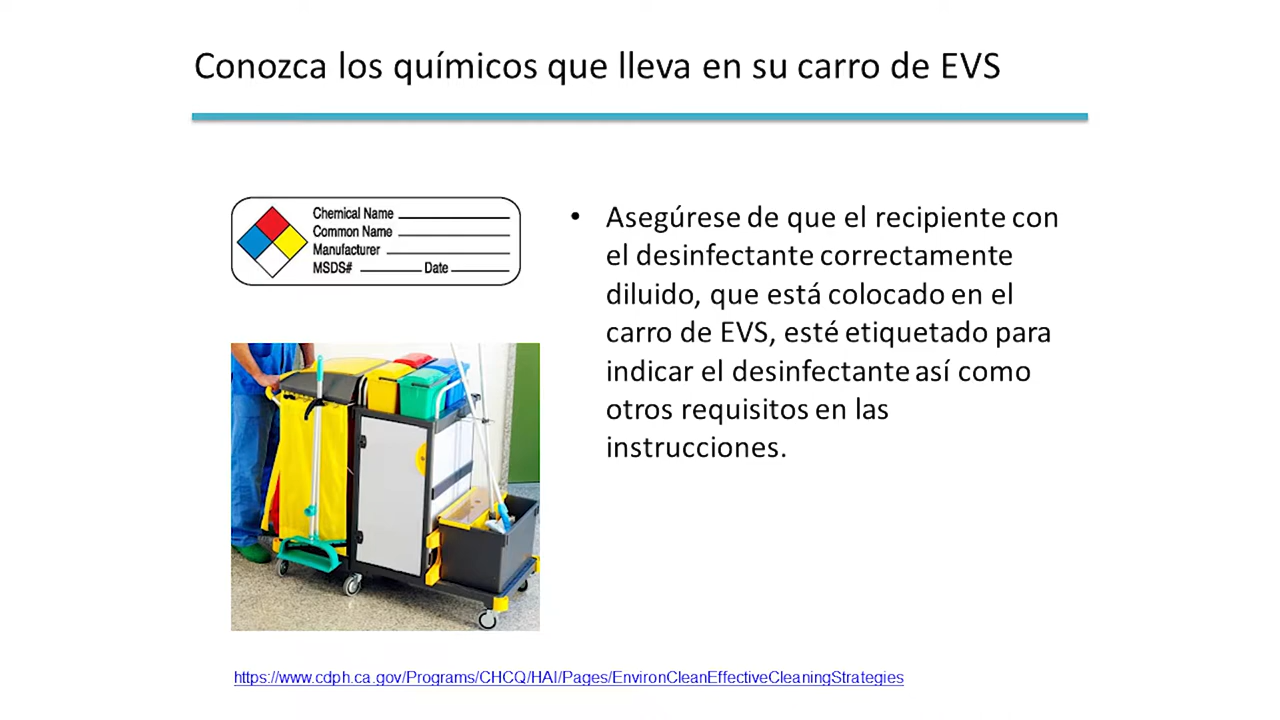 Conozca los químicos que lleva en su carro de EVS
Chemical Name
Common Name
Manufacturer
MSDS# Date
• Asegúrese de que el recipiente con
el desinfectante correctamente
diluido, que está colocado en el
carro de EVS, esté etiquetado para
indicar el desinfectante así como
otros requisitos en las
instrucciones.
https://www.cdph.ca.gov/Programs/CHCQ/HAI/Pages/EnvironCleanEffectiveCleaningStrategies